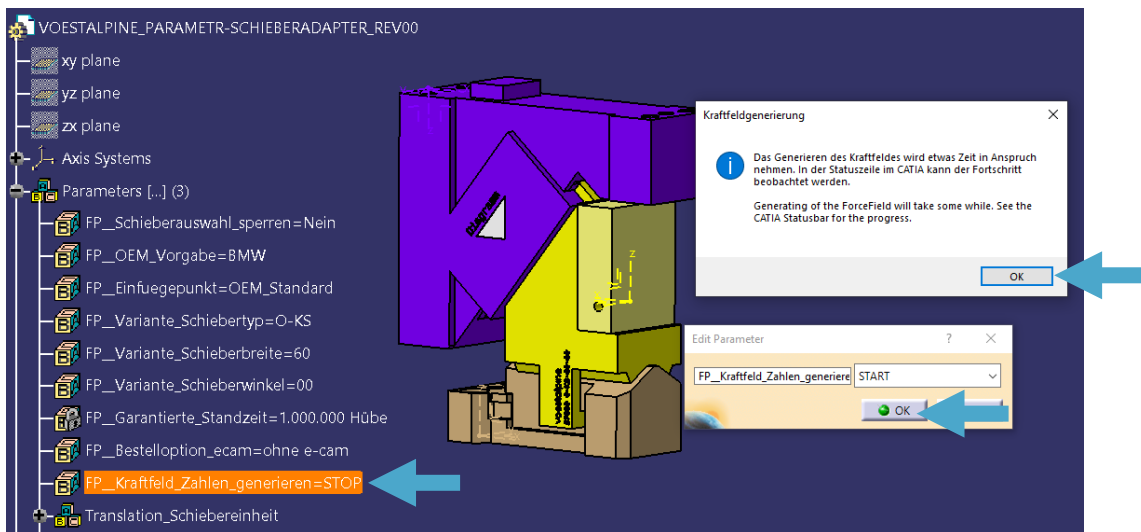 VOESTALPINE_PARAMETR-SCHIEBERADAPTER_REV00
xy plane
yz plane
zx plane
Axis Systems
Parameters [...] (3)
FP__Schieberauswahl_sperren=Nein
FP__OEM_Vorgabe=BMW
FP__Einfuegepunkt=OEM_Standard
FP__Variante_Schiebertyp=O-KS
FP__Variante_Schieberbreite=60
FP__Variante_Schieberwinkel=00
FP__Garantierte_Standzeit=1.000.000 Hübe
FP__Bestelloption_ecam=ohne e-cam
FP__Kraftfeld_Zahlen_generieren=STOP
Translation_Schiebereinheit
Diagramm
z
y
voestalpine
Kraftfeldgenerierung
Das Generieren des Kraftfeldes wird etwas Zeit in Anspruch
nehmen. In der Statuszeile im CATIA kann der Fortschritt
beobachtet werden.
Generating of the ForceField will take some while. See the
CATIA Statusbar for the progress.
OK
Edit Parameter
?
FP__Kraftfeld_Zahlen_generiere
START
OK